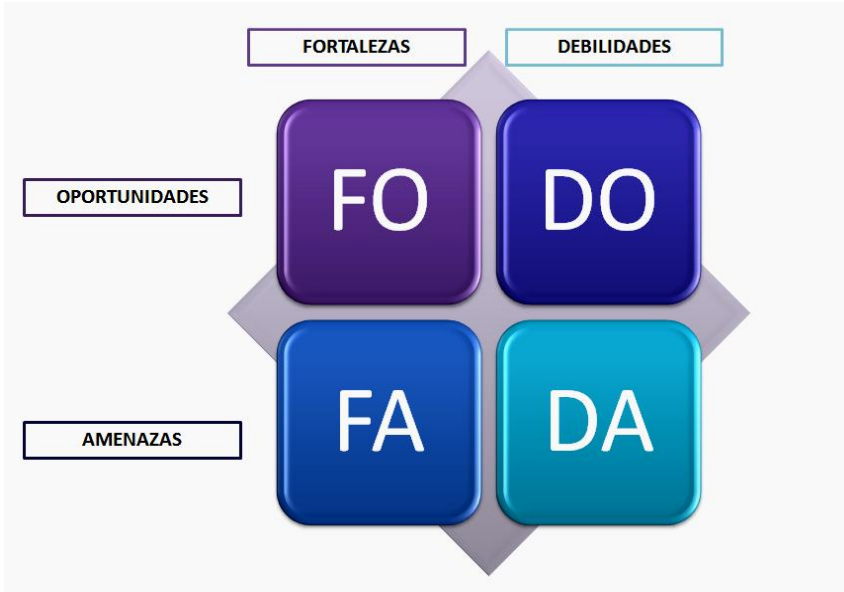 FORTALEZAS
DEBILIDADES
OPORTUNIDADES
FO
DO
AMENAZAS
FA
DA